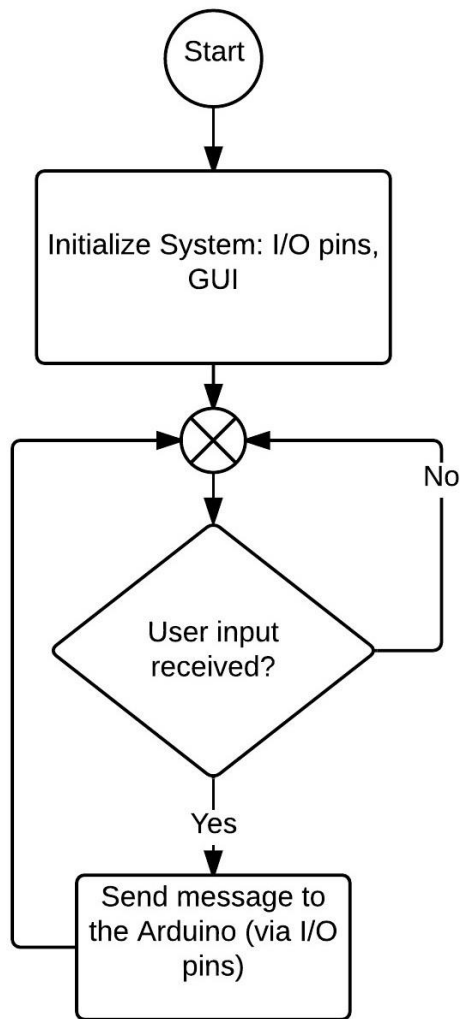 Start
Initialize System: I/O pins,
GUI
No
User input
received?
Yes
Send message to
the Arduino (via I/O
pins)